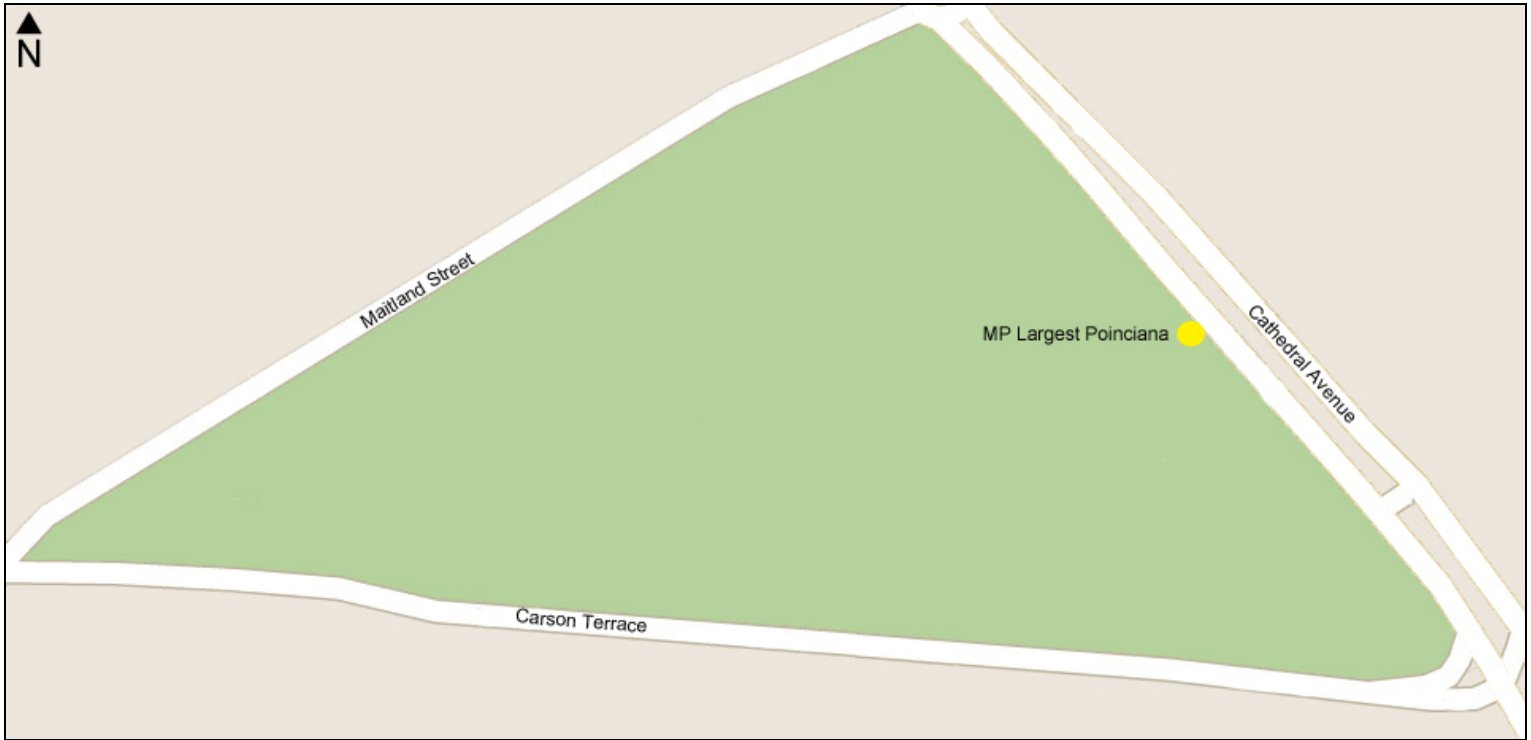 N
Maitland Street
MP Largest Poinciana
Cathedral Avenue
Carson Terrace